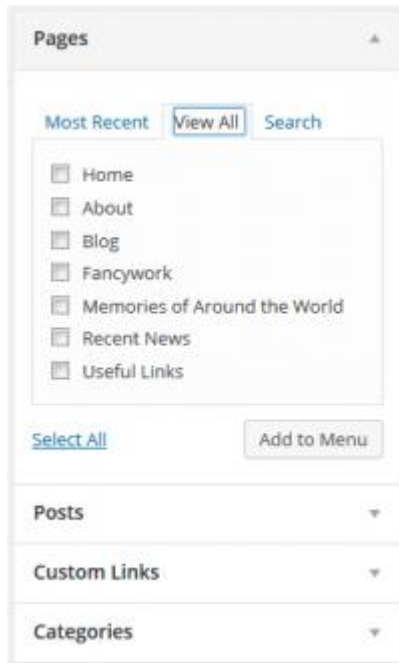 Pages
Most Recent View All Search
Home
About
Blog
Fancywork
Memories of Around the World
Recent News
Useful Links
Select All Add to Menu
Posts
Custom Links
Categories